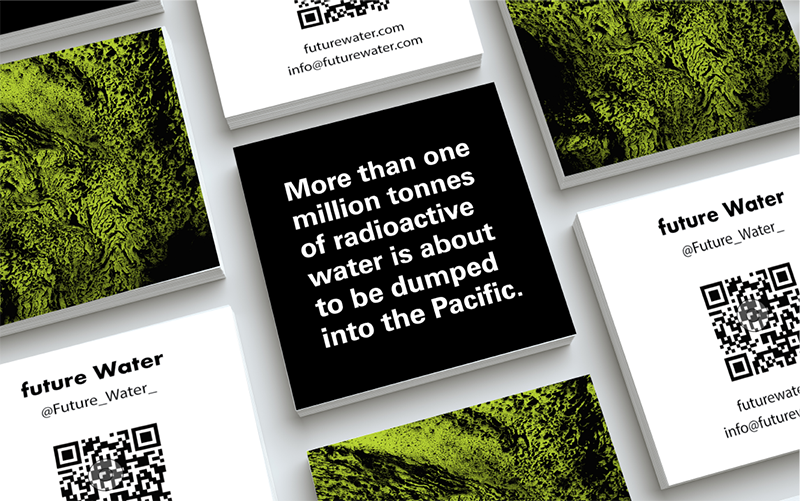 futurewater.com
info@futurewater.com
More than one
million tonnes
of radioactive
water is about
to be dumped
into the Pacific.
future Water
@Future_Water_
futurewate
info@futurew
future Water
@Future_Water_